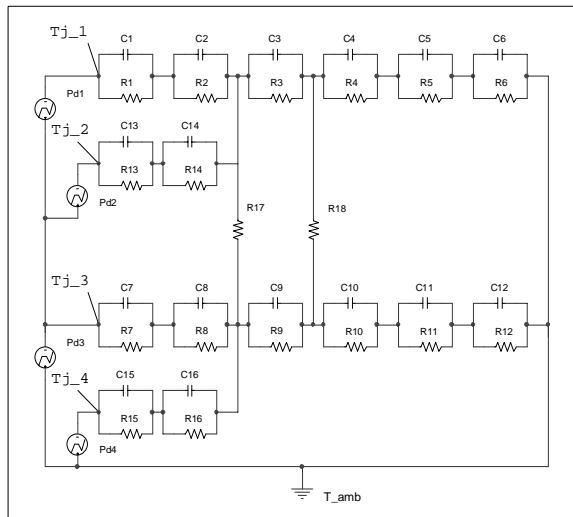 Tj_1
C1 C2 C3 C4 C5 C6
R1 R2 R3 R4 R5 R6
Pd1
Tj_2
C13 C14
R13 R14
Pd2
R17 R18
Tj_3
C7 C8 C9 C10 C11 C12
R7 R8 R9 R10 R11 R12
Pd3
Tj_4
C15 C16
R15 R16
Pd4
T_amb